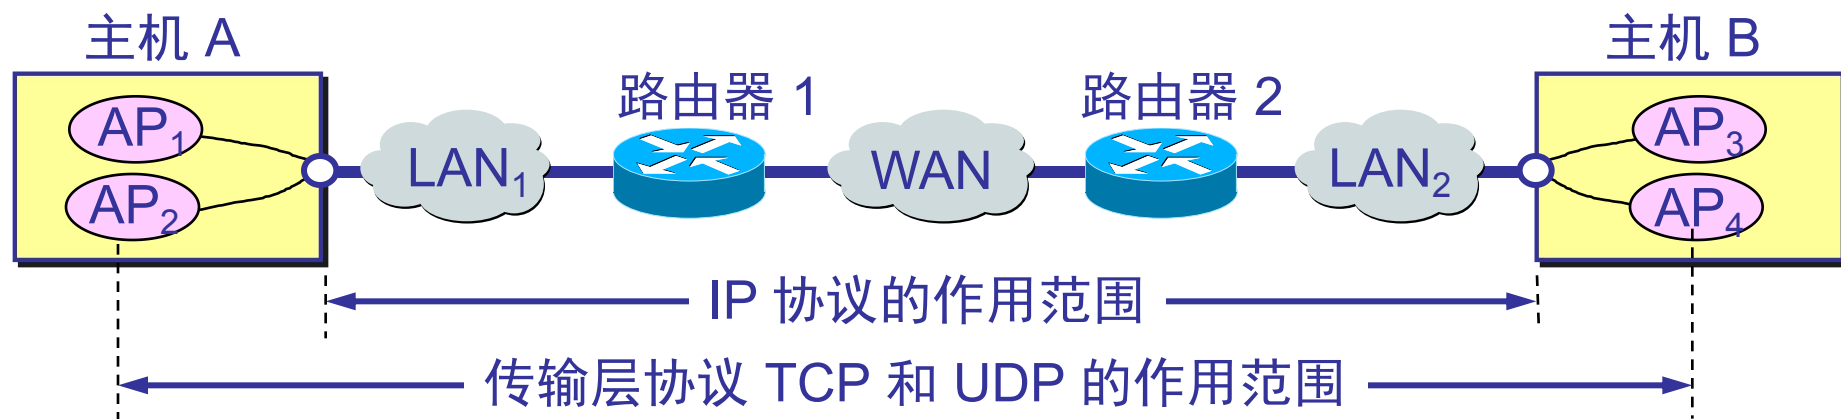 主机 A
主机 B
路由器 1
路由器 2
AP1
AP2
LAN1
WAN
LAN2
AP3
AP4
IP 协议的作用范围
传输层协议 TCP 和 UDP 的作用范围